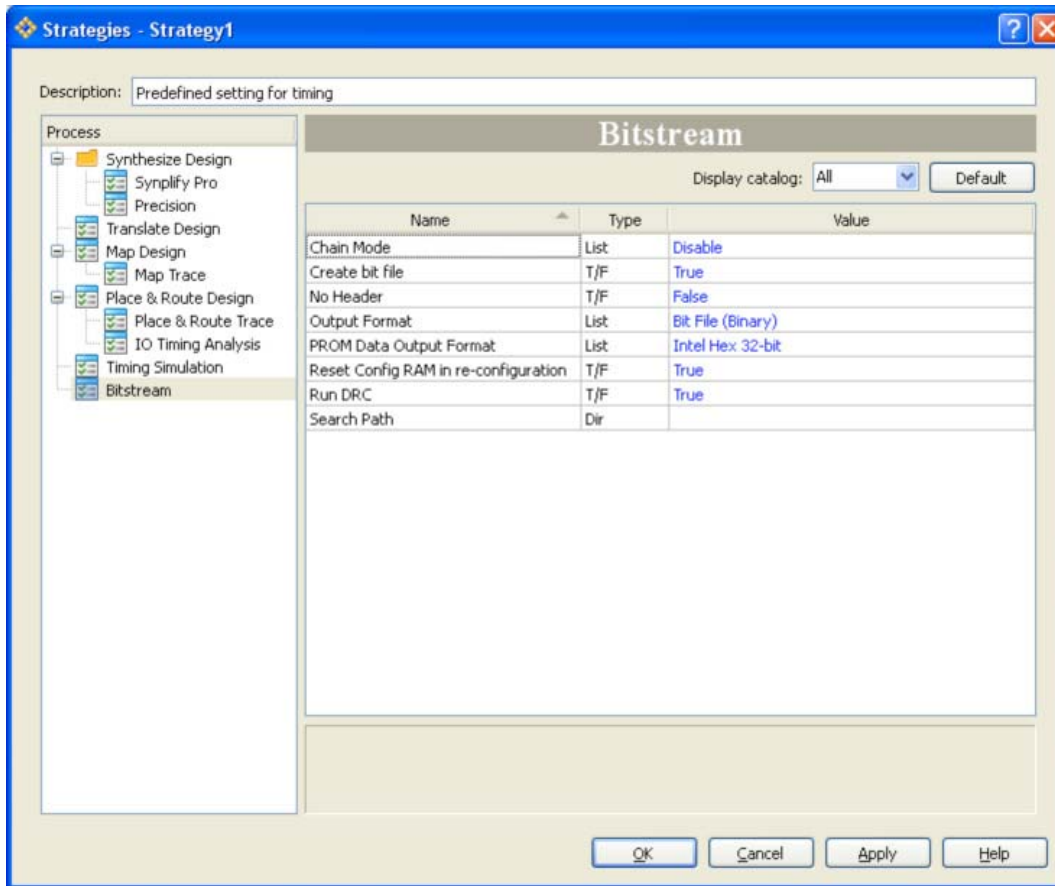 Strategies - Strategy1
Description: Predefined setting for timing
Process
Synthesize Design
Synplify Pro
Precision
Translate Design
Map Design
Map Trace
Place & Route Design
Place & Route Trace
IO Timing Analysis
Timing Simulation
Bitstream
Bitstream
Display catalog: All Default
Name Type Value
Chain Mode List Disable
Create bit file T/F True
No Header T/F False
Output Format List Bit File (Binary)
PROM Data Output Format List Intel Hex 32-bit
Reset Config RAM in re-configuration T/F True
Run DRC T/F True
Search Path Dir
OK Cancel Apply Help